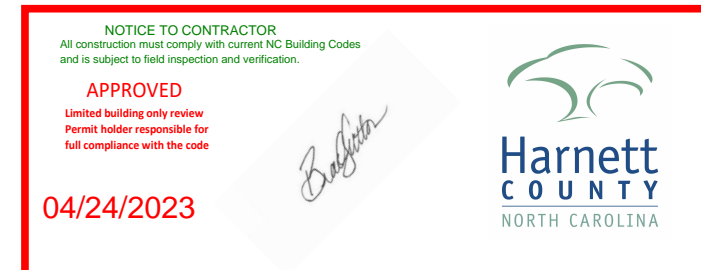 NOTICE TO CONTRACTOR
All construction must comply with current NC Building Codes
and is subject to field inspection and verification.
APPROVED
Limited building only review
Permit holder responsible for
full compliance with the code
04/24/2023
Harnett
COUNTY
NORTH CAROLINA